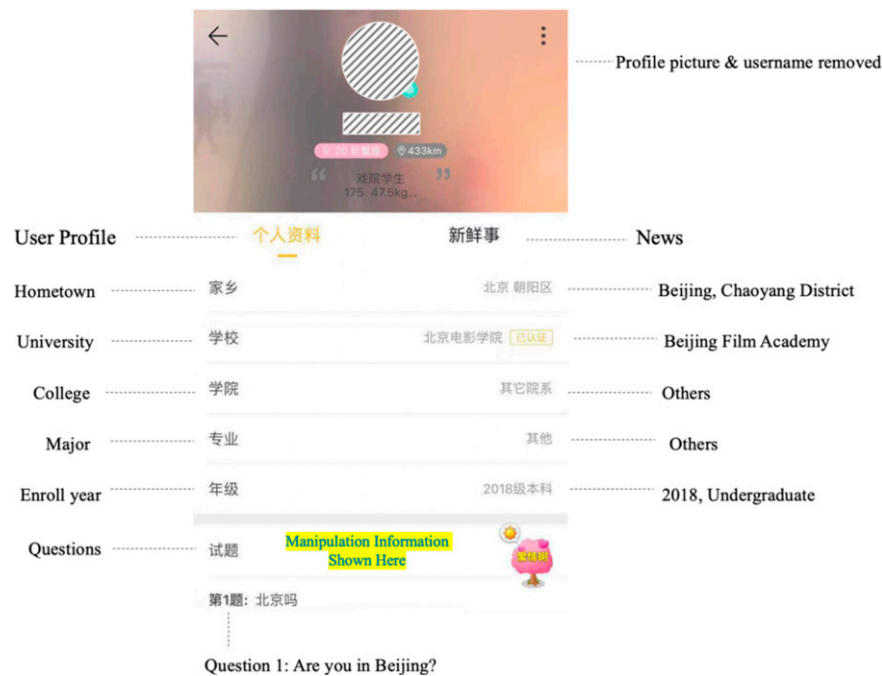 Profile picture & username removed
433km
戏院学生
175 47.5kg...
User Profile 个人资料 新鲜事 News
Hometown 家乡 北京 朝阳区 Beijing, Chaoyang District
University 学校 北京电影学院 已认证 Beijing Film Academy
College 学院 其它院系 Others
Major 专业 其他 Others
Enroll year 年级 2018级本科 2018, Undergraduate
Questions 试题 Manipulation Information
Shown Here
爱情树
第1题: 北京吗
Question 1: Are you in Beijing?